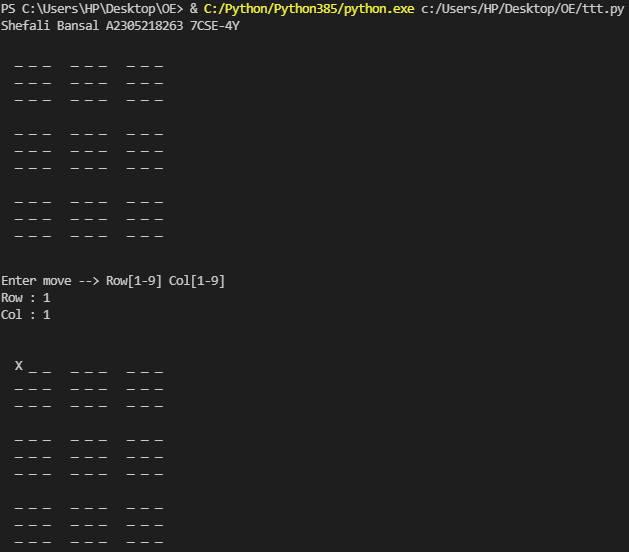 PS C:\Users\HP\Desktop\OE> & C:/Python/Python385/python.exe c:/Users/HP/Desktop/OE/ttt.py
Shefali Bansal A2305218263 7CSE-4Y
_ _ _  _ _ _  _ _ _
_ _ _  _ _ _  _ _ _
_ _ _  _ _ _  _ _ _
_ _ _  _ _ _  _ _ _
_ _ _  _ _ _  _ _ _
_ _ _  _ _ _  _ _ _
_ _ _  _ _ _  _ _ _
_ _ _  _ _ _  _ _ _
_ _ _  _ _ _  _ _ _
Enter move --> Row[1-9] Col[1-9]
Row : 1
Col : 1
X _ _  _ _ _  _ _ _
_ _ _  _ _ _  _ _ _
_ _ _  _ _ _  _ _ _
_ _ _  _ _ _  _ _ _
_ _ _  _ _ _  _ _ _
_ _ _  _ _ _  _ _ _
_ _ _  _ _ _  _ _ _
_ _ _  _ _ _  _ _ _
_ _ _  _ _ _  _ _ _